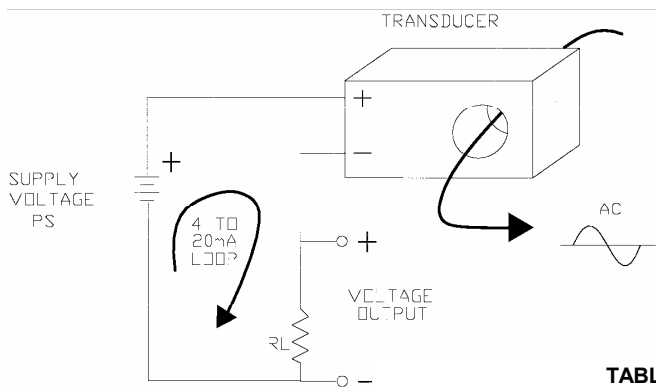 TRANSDUCER
+
−
+
SUPPLY
VOLTAGE
PS
4 TO
20mA
LOOP
AC
+
VOLTAGE
OUTPUT
RL
−
TABL